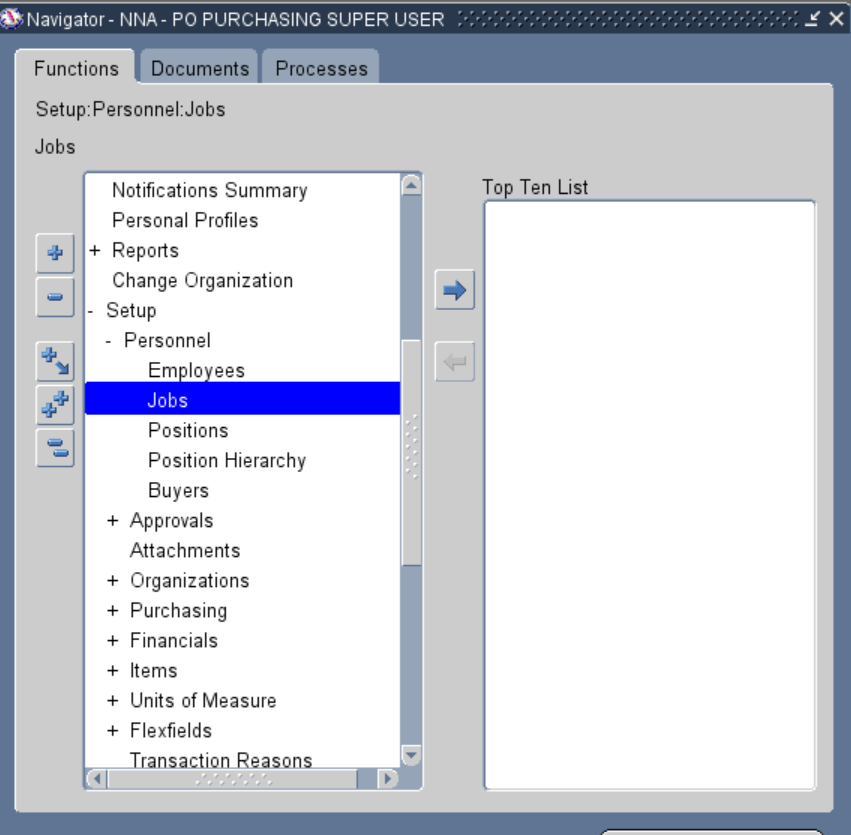 Navigator - NNA - PO PURCHASING SUPER USER
Functions Documents Processes
Setup:Personnel:Jobs
Jobs
Top Ten List
Notifications Summary
Personal Profiles
+ Reports
Change Organization
- Setup
- Personnel
Employees
Jobs
Positions
Position Hierarchy
Buyers
+ Approvals
Attachments
+ Organizations
+ Purchasing
+ Financials
+ Items
+ Units of Measure
+ Flexfields
Transaction Reasons